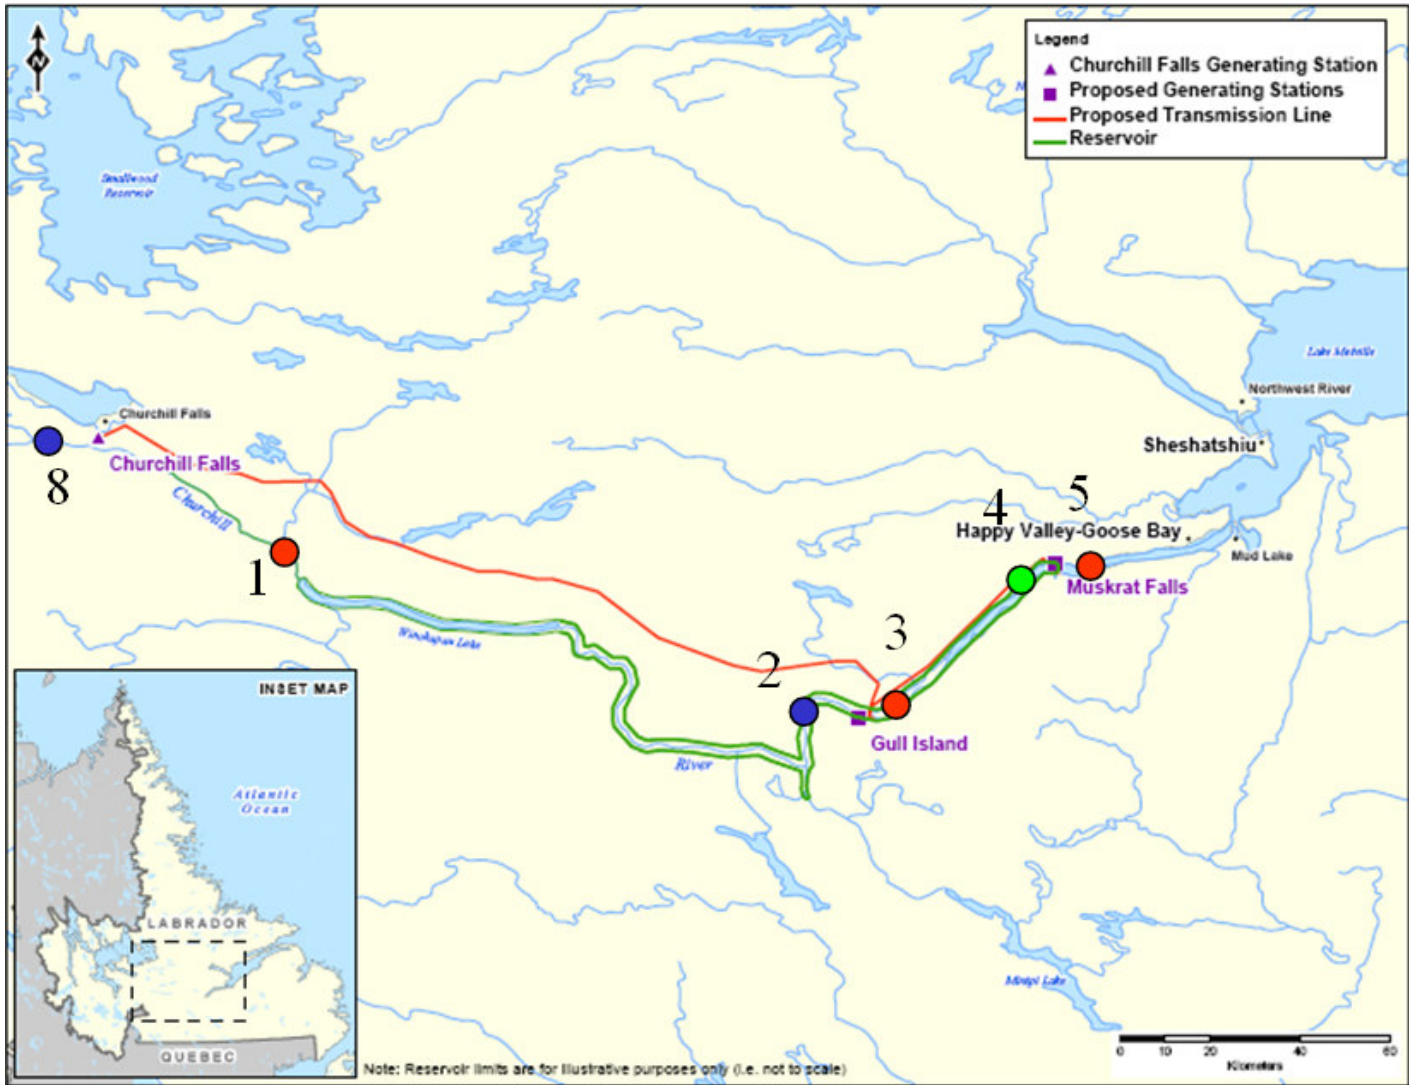 N
Legend
Churchill Falls Generating Station
Proposed Generating Stations
Proposed Transmission Line
Reservoir
N
Smallwood
Reservoir
Lake Melville
Northwest River
Churchill Falls
Sheshatshiu
8
Churchill Falls
Churchill
4
5
Happy Valley-Goose Bay
Mud Lake
1
Muskrat Falls
3
Winokapau Lake
2
Gull Island
River
INSET MAP
Atlantic
Ocean
LABRADOR
QUEBEC
Minipi Lake
0 10 20 40 60
Kilometers
Note: Reservoir limits are for illustrative purposes only (i.e. not to scale)